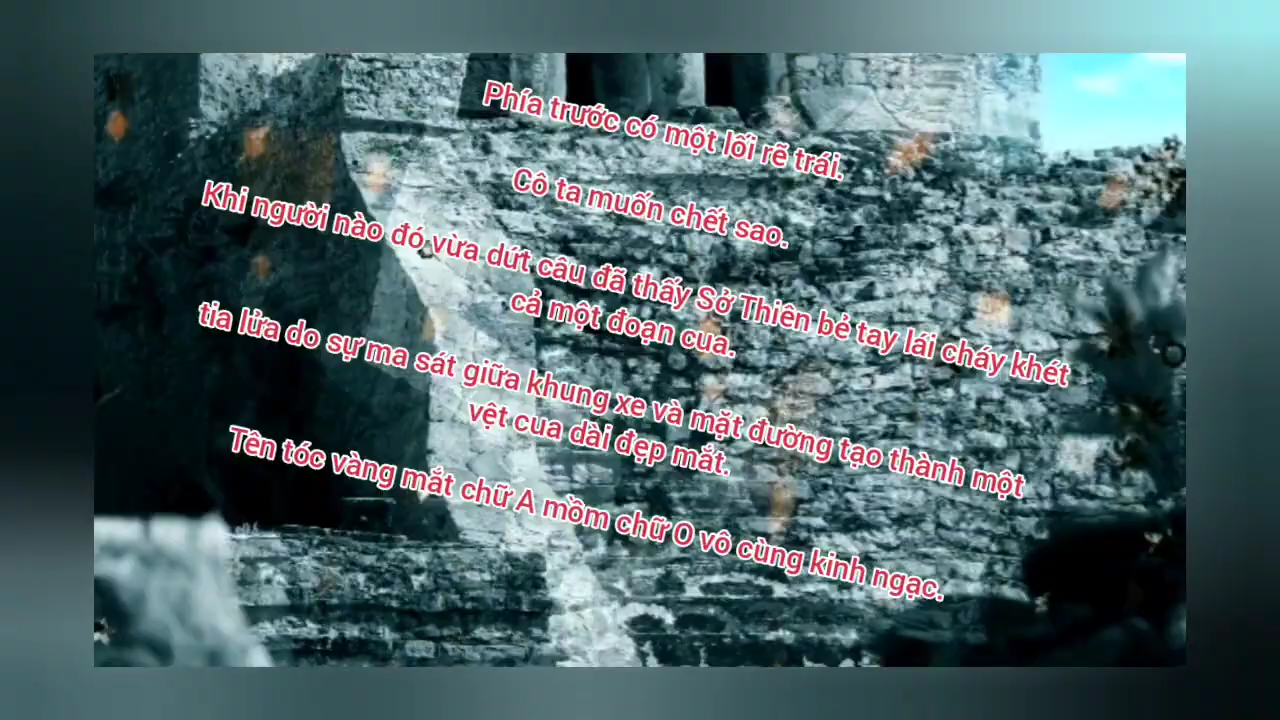 Phía trước có một lối rẽ trái.
Cô ta muốn chết sao.
Khi người nào đó vừa dứt câu đã thấy Sở Thiên bẻ tay lái cháy khét
cả một đoạn cua.
tia lửa do sự ma sát giữa khung xe và mặt đường tạo thành một
vệt cua dài đẹp mắt.
Tên tóc vàng mắt chữ A mồm chữ O vô cùng kinh ngạc.